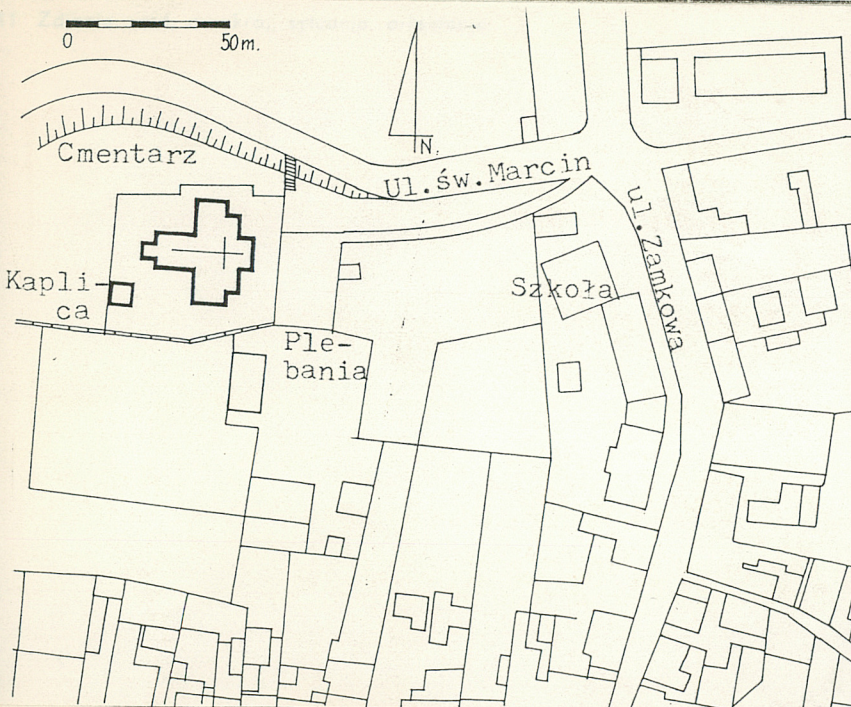 0 50m.
N.
Cmentarz
Ul.św.Marcin
ul.Zamkowa
Kapli-
ca
Szkoła
Ple-
bania